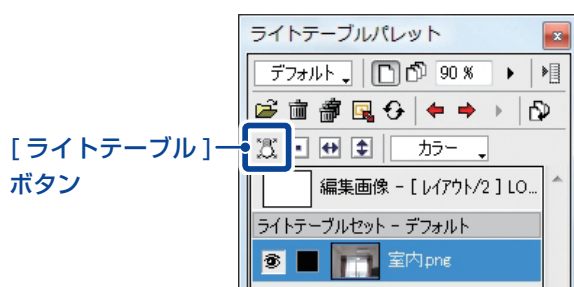 ライトテーブルパレット
デフォルト 90 %
[ライトテーブル]
ボタン
カラー
編集画像 - [ レイアウト/2 ] LO...
ライトテーブルセット - デフォルト
室内.png